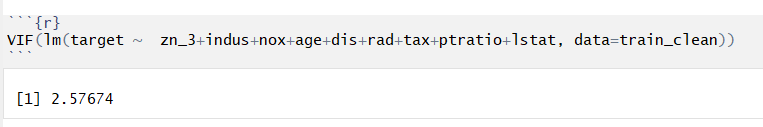 ```{r}
VIF(lm(target ~  zn_3+indus+nox+age+dis+rad+tax+ptratio+lstat, data=train_clean))
```
[1] 2.57674